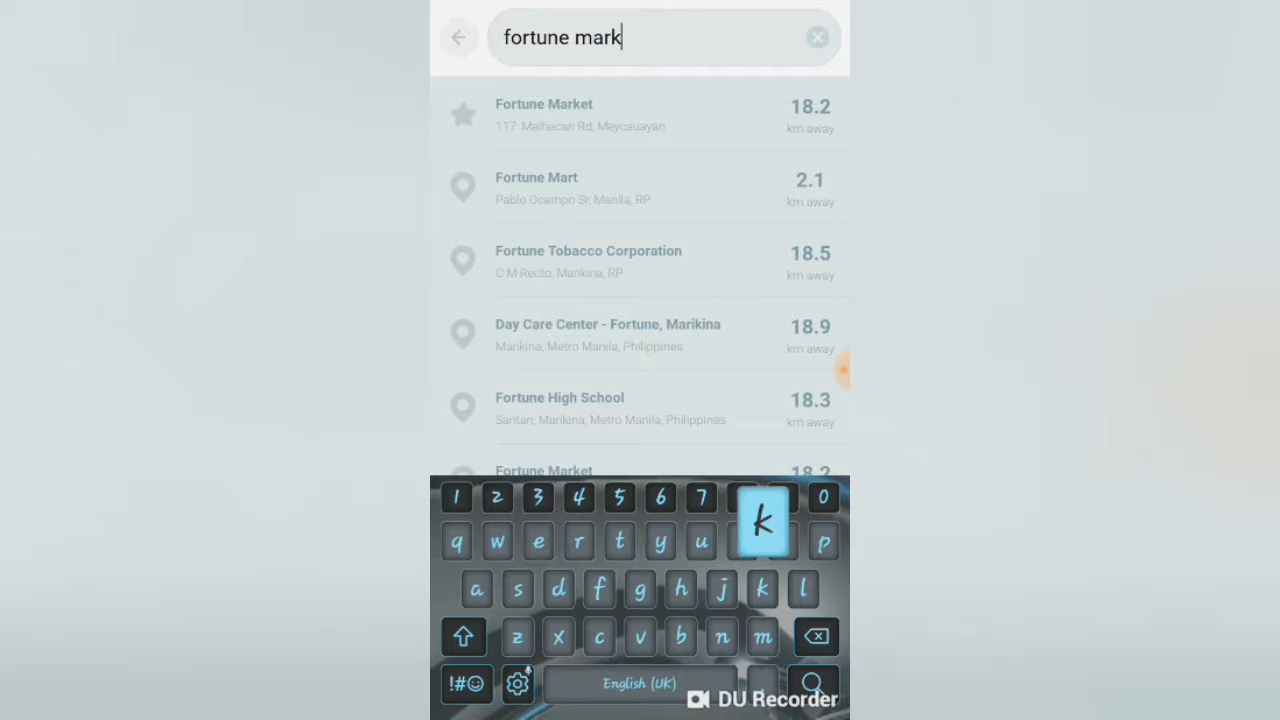 fortune mark
Fortune Market
18.2
117. Malhacan Rd, Meycauayan
km away
Fortune Mart
2.1
Pablo Ocampo Sr, Manila, RP
km away
Fortune Tobacco Corporation
18.5
C M Recto, Marikina, RP
km away
Day Care Center - Fortune, Marikina
18.9
Marikina, Metro Manila, Philippines
km away
Fortune High School
18.3
Santan, Marikina, Metro Manila, Philippines
km away
Fortune Market
18.2
1 2 3 4 5 6 7 k 0
q w e r t y u p
a s d f g h j k l
z x c v b n m
!#☺ English (UK)
DU Recorder